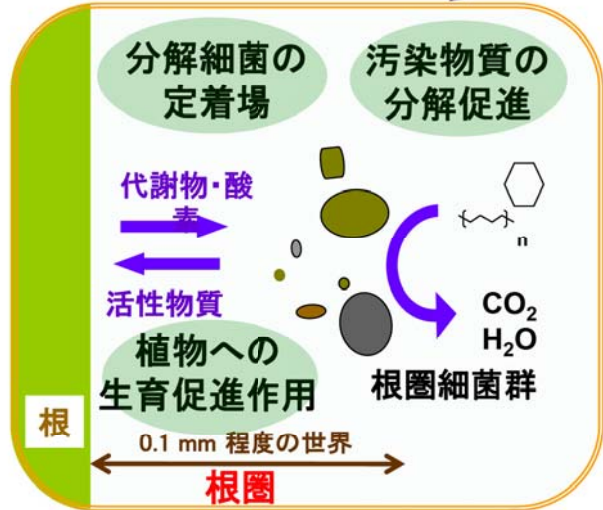 分解細菌の
定着場
汚染物質の
分解促進
代謝物・酸
素
活性物質
n
CO₂
H₂O
植物への
生育促進作用
根圏細菌群
根
0.1 mm 程度の世界
根圏